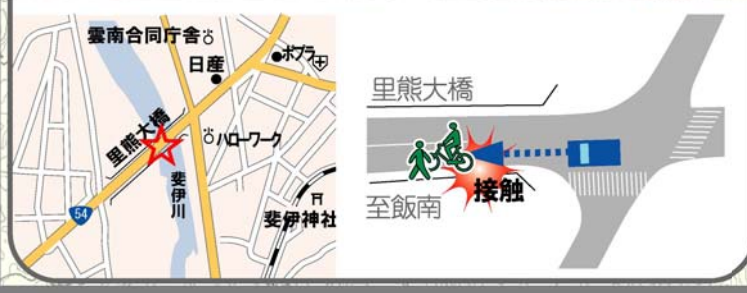 雲南合同庁舎
日産
ポプラ
里熊大橋
ハローワーク
斐伊川
54
斐伊神社
里熊大橋
接触
至飯南